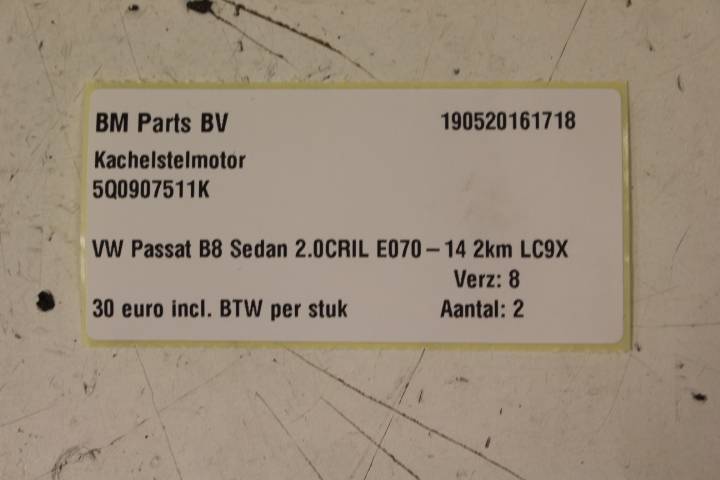 BM Parts BV 190520161718
Kachelstelmotor
5Q0907511K
VW Passat B8 Sedan 2.0CRIL E070-14 2km LC9X
Verz: 8
30 euro incl. BTW per stuk Aantal: 2